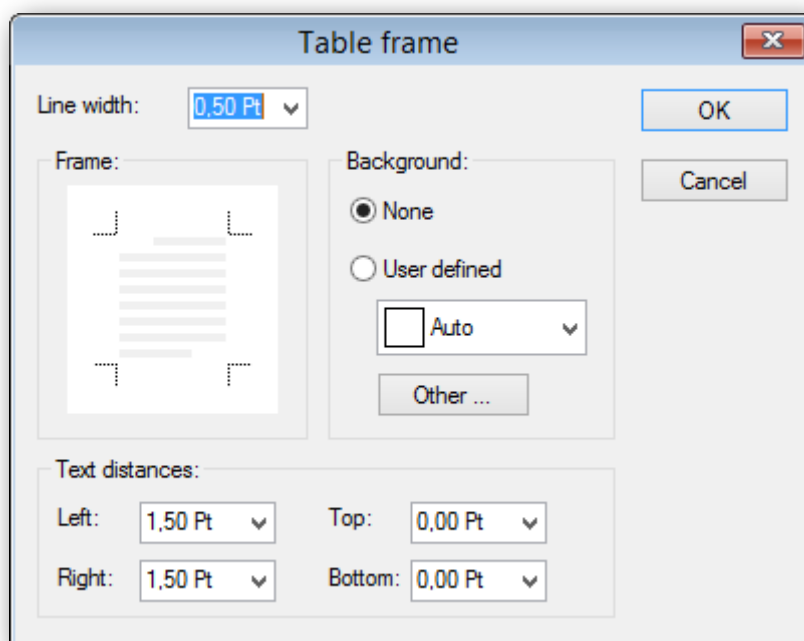 Table frame
Line width: 0,50 Pt
OK
Cancel
Frame:
Background:
None
User defined
Auto
Other ...
Text distances:
Left: 1,50 Pt Top: 0,00 Pt
Right: 1,50 Pt Bottom: 0,00 Pt